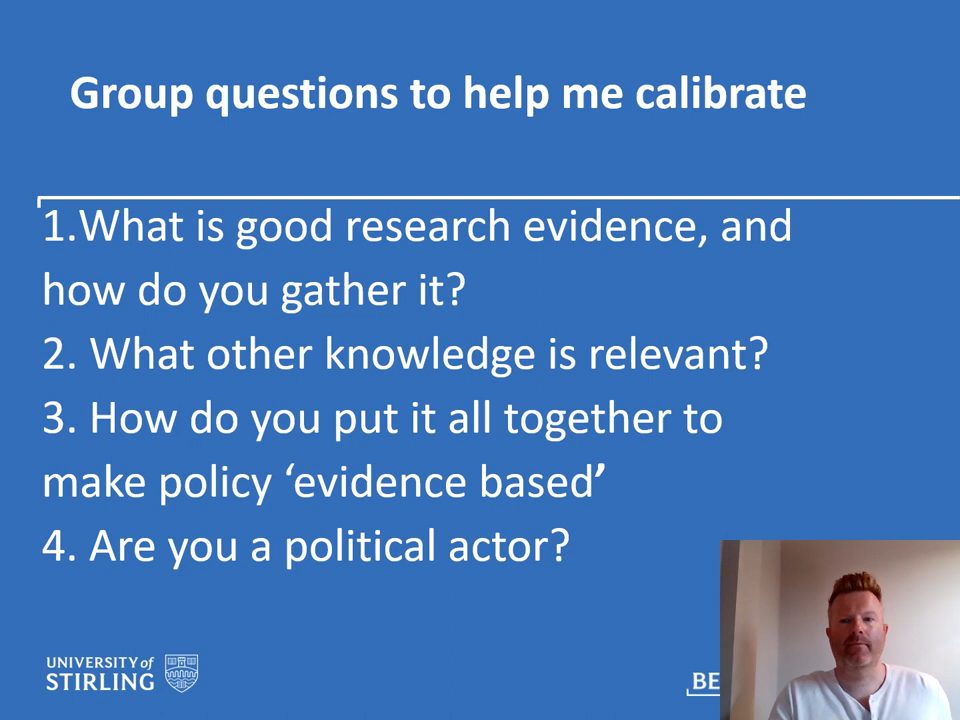 Group questions to help me calibrate
1.What is good research evidence, and
how do you gather it?
2. What other knowledge is relevant?
3. How do you put it all together to
make policy ‘evidence based’
4. Are you a political actor?
UNIVERSITY of
STIRLING
BE